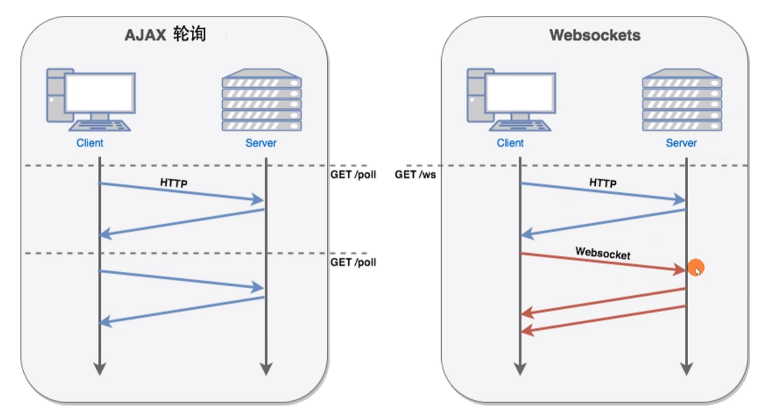 AJAX 轮询
Client
Server
GET /poll
HTTP
GET /poll
Websockets
Client
Server
GET /ws
HTTP
Websocket